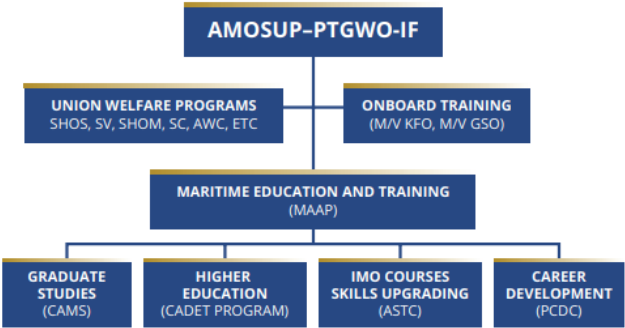 AMOSUP–PTGWO-IF
UNION WELFARE PROGRAMS
SHOS, SV, SHOM, SC, AWC, ETC
ONBOARD TRAINING
(M/V KFO, M/V GSO)
MARITIME EDUCATION AND TRAINING
(MAAP)
GRADUATE
STUDIES
(CAMS)
HIGHER
EDUCATION
(CADET PROGRAM)
IMO COURSES
SKILLS UPGRADING
(ASTC)
CAREER
DEVELOPMENT
(PCDC)